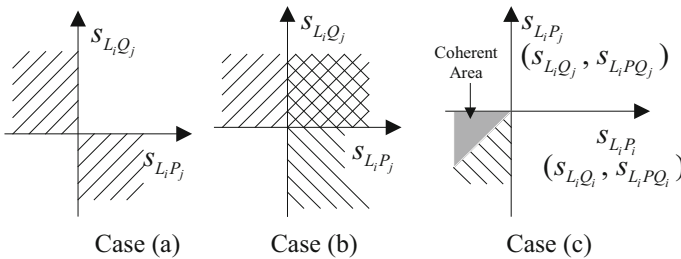 s_{L_iQ_j}
s_{L_iP_j}
Case (a)
s_{L_iQ_j}
s_{L_iP_j}
Case (b)
s_{L_iP_j}
(s_{L_iQ_j}, s_{L_iPQ_j})
Coherent
Area
s_{L_iP_i}
(s_{L_iQ_i}, s_{L_iPQ_i})
Case (c)